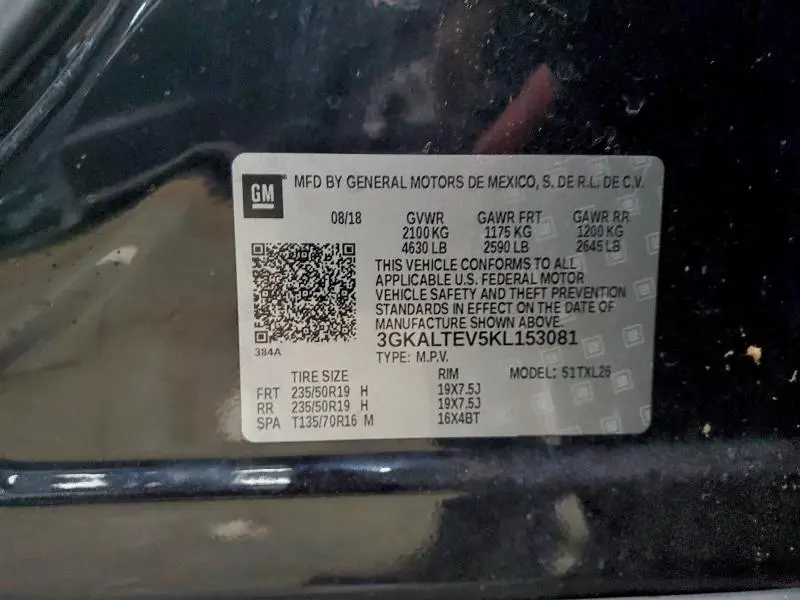 GM MFD BY GENERAL MOTORS DE MEXICO, S. DE R.L. DE C.V.
08/18 GVWR GAWR FRT GAWR RR
2100 KG 1175 KG 1200 KG
4630 LB 2590 LB 2645 LB
THIS VEHICLE CONFORMS TO ALL
APPLICABLE U.S. FEDERAL MOTOR
VEHICLE SAFETY AND THEFT PREVENTION
STANDARDS IN EFFECT ON THE DATE OF
MANUFACTURE SHOWN ABOVE.
3GKALTEV5KL153081
384A
TYPE: M.P.V.
TIRE SIZE RIM MODEL: 51TXL26
FRT 235/50R19 H 19X7.5J
RR 235/50R19 H 19X7.5J
SPA T135/70R16 M 16X4BT